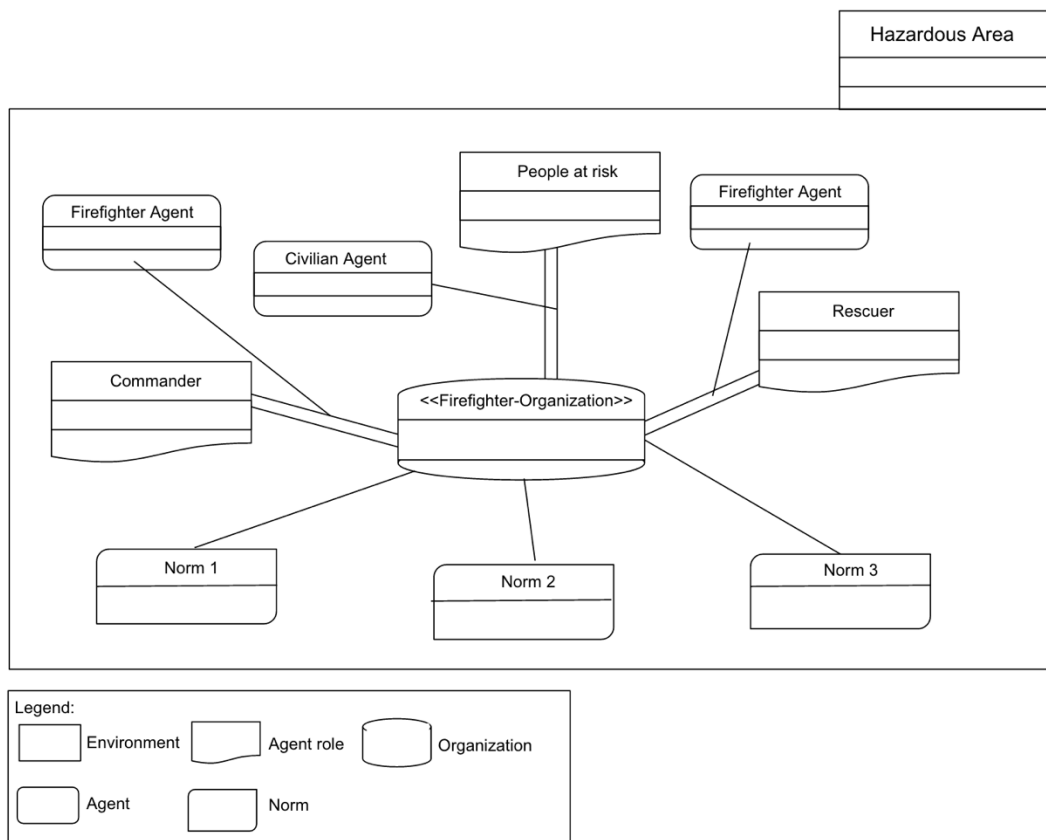 Hazardous Area
People at risk
Firefighter Agent
Firefighter Agent
Civilian Agent
Rescuer
Commander
<<Firefighter-Organization>>
Norm 1
Norm 2
Norm 3
Legend:
Environment
Agent role
Organization
Agent
Norm